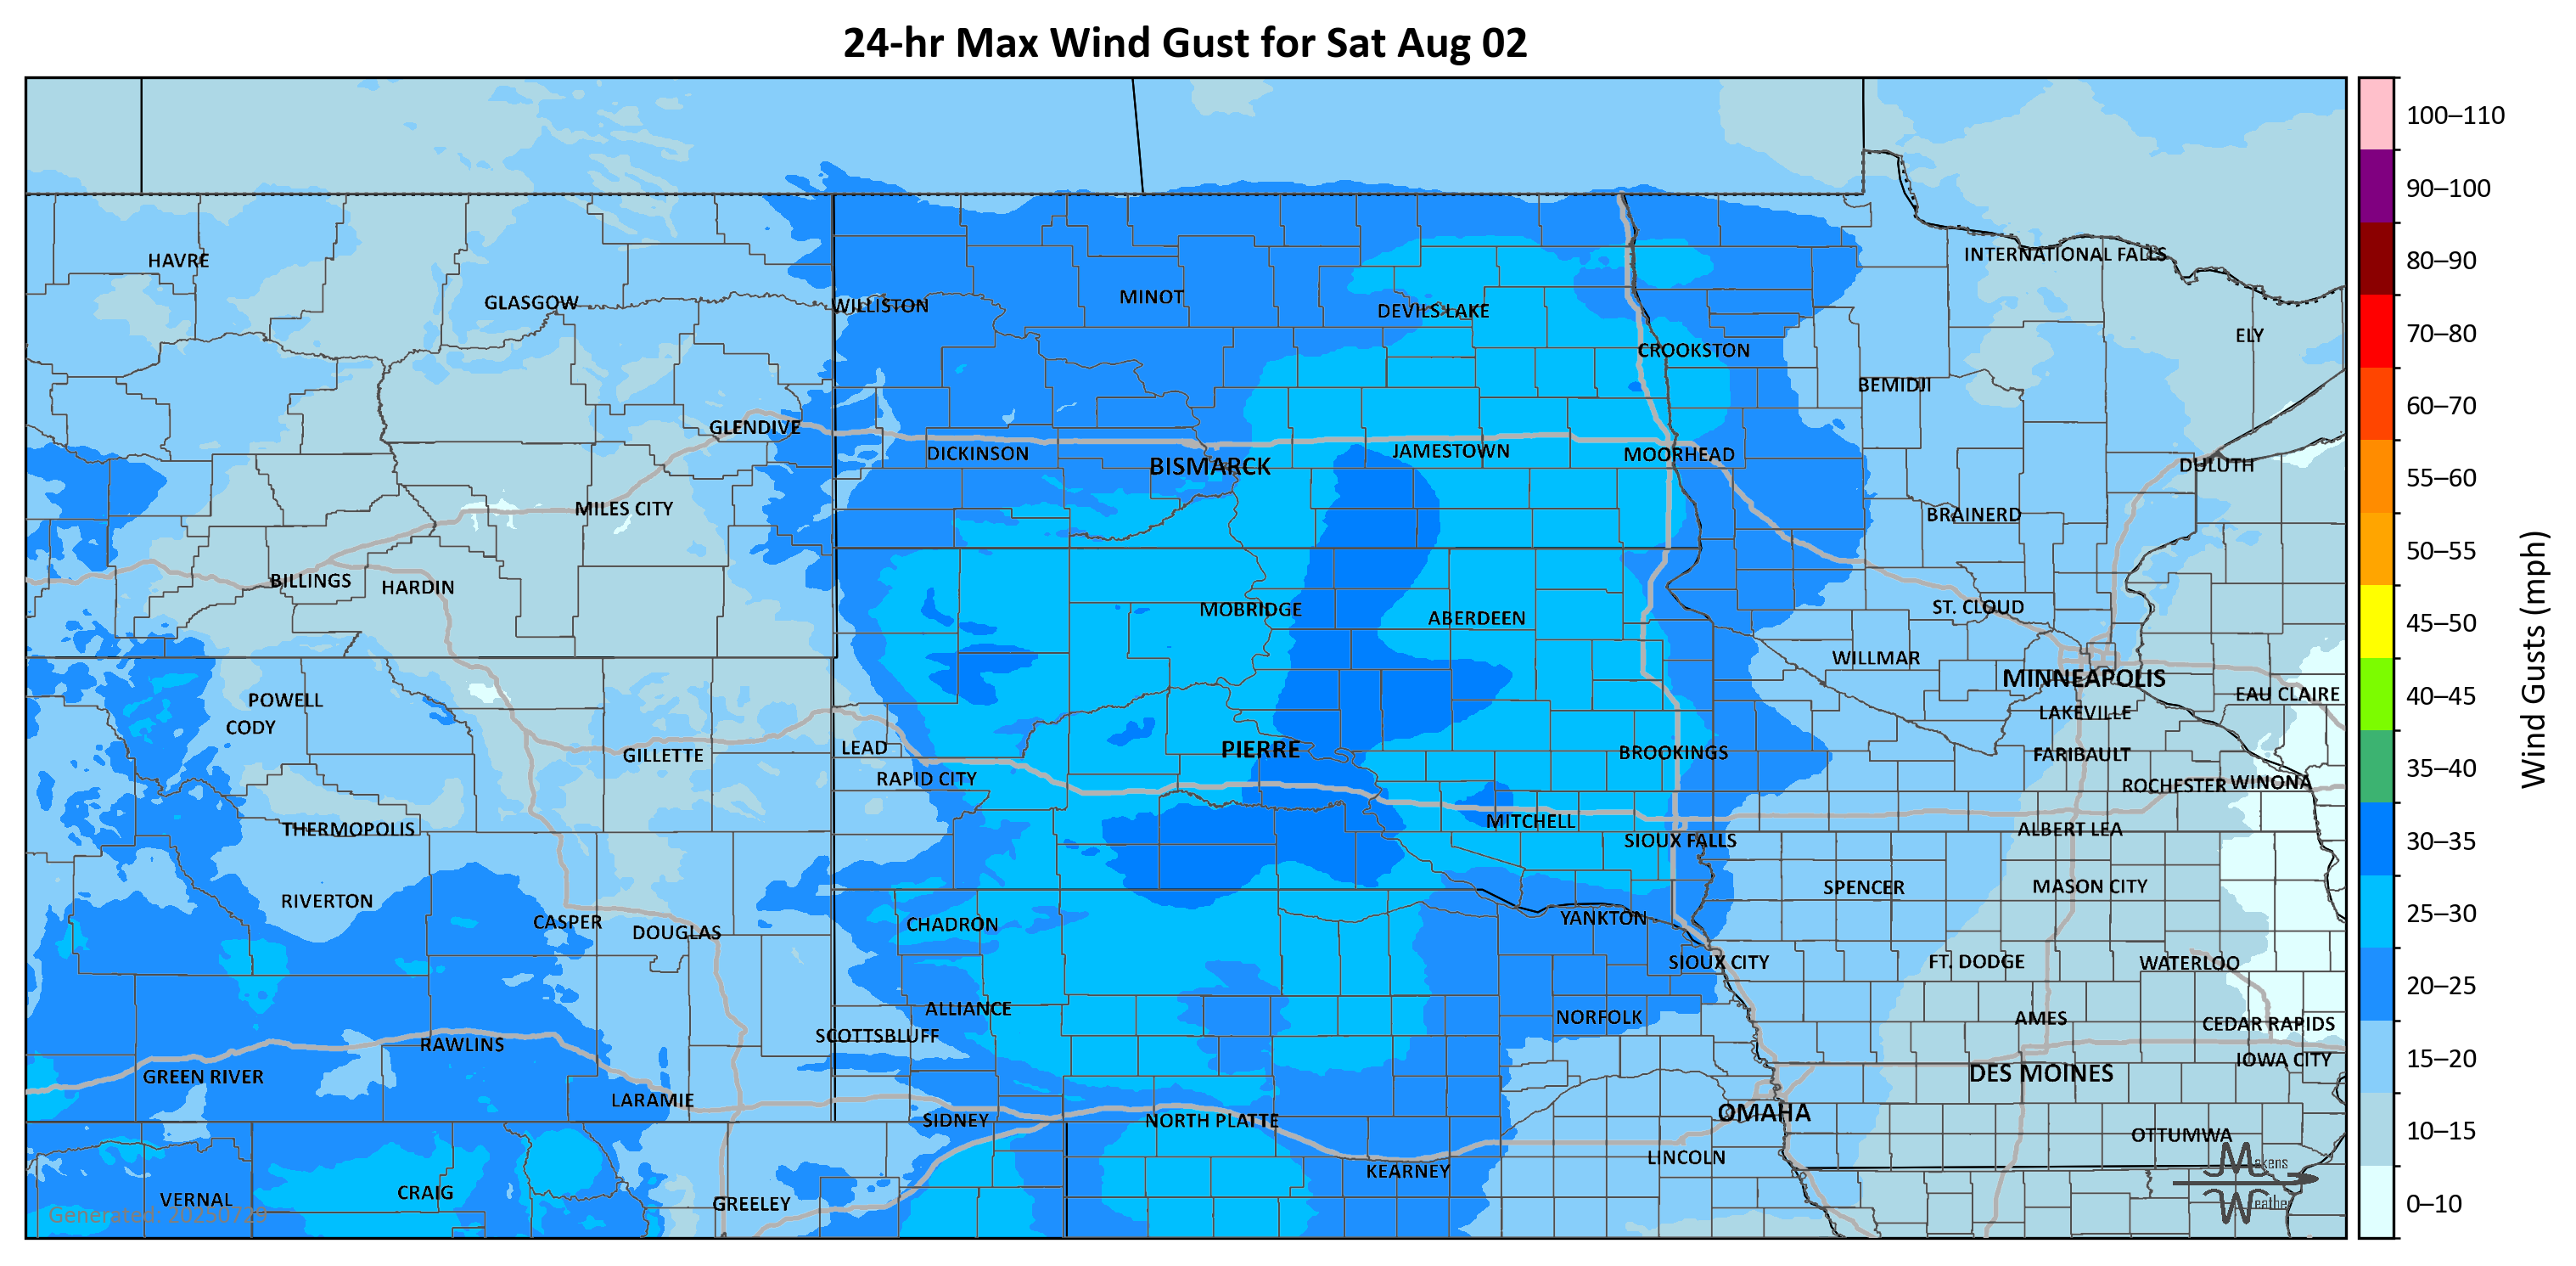 24-hr Max Wind Gust for Sat Aug 02
100–110
90–100
80–90
70–80
60–70
55–60
50–55
45–50
40–45
35–40
30–35
25–30
20–25
15–20
10–15
0–10
Wind Gusts (mph)
HAVRE
INTERNATIONAL FALLS
GLASGOW
WILLISTON
MINOT
DEVILS LAKE
ELY
CROOKSTON
BEMIDJI
GLENDIVE
DICKINSON
BISMARCK
JAMESTOWN
MOORHEAD
DULUTH
MILES CITY
BRAINERD
BILLINGS
HARDIN
MOBRIDGE
ABERDEEN
ST. CLOUD
WILLMAR
MINNEAPOLIS
EAU CLAIRE
POWELL
CODY
LAKEVILLE
GILLETTE
LEAD
PIERRE
BROOKINGS
FARIBAULT
RAPID CITY
ROCHESTER
WINONA
THERMOPOLIS
MITCHELL
SIOUX FALLS
ALBERT LEA
RIVERTON
SPENCER
MASON CITY
CASPER
DOUGLAS
CHADRON
YANKTON
SIOUX CITY
FT. DODGE
WATERLOO
ALLIANCE
NORFOLK
AMES
CEDAR RAPIDS
RAWLINS
SCOTTSBLUFF
IOWA CITY
GREEN RIVER
DES MOINES
LARAMIE
SIDNEY
NORTH PLATTE
OMAHA
OTTUMWA
KEARNEY
LINCOLN
VERNAL
CRAIG
GREELEY
Generated: 20250729
Makens
Weather